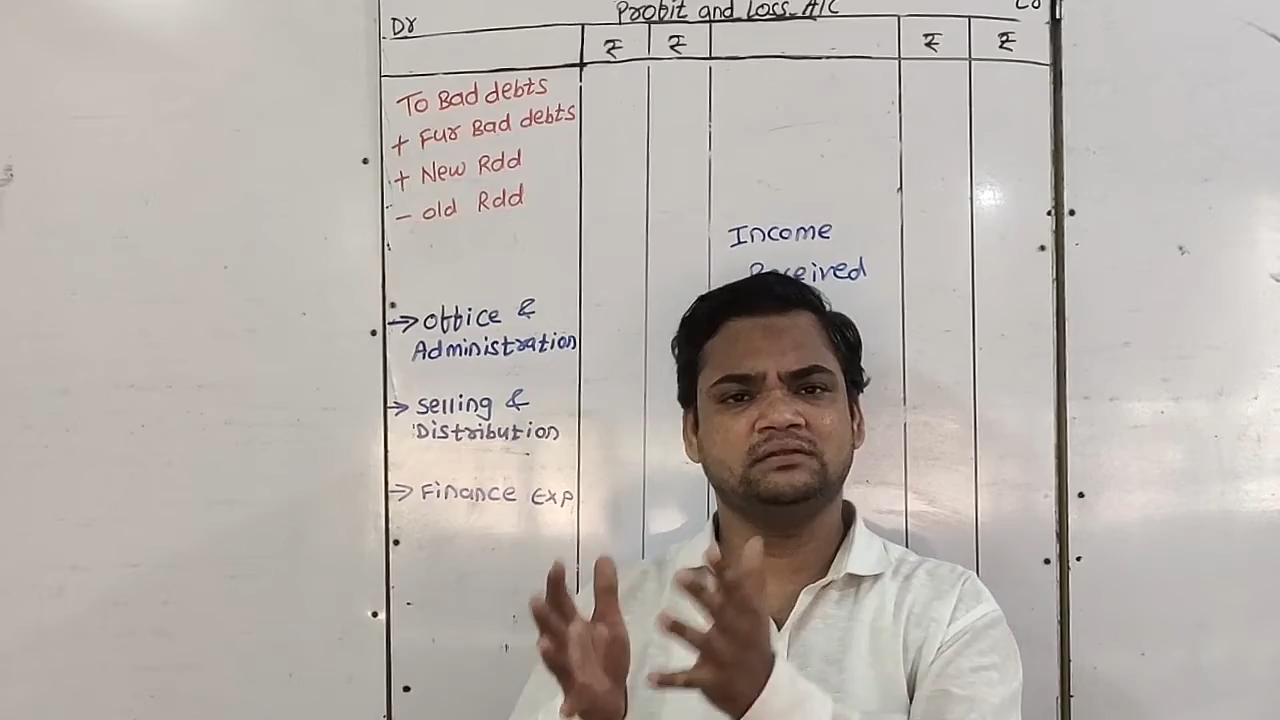 Dr Profit and Loss A/C Cr
₹ ₹ ₹ ₹
To Bad debts
+ Fur Bad debts
+ New Rdd
- old Rdd
Income
Received
→ Office &
Administration
→ Selling &
Distribution
→ Finance Exp